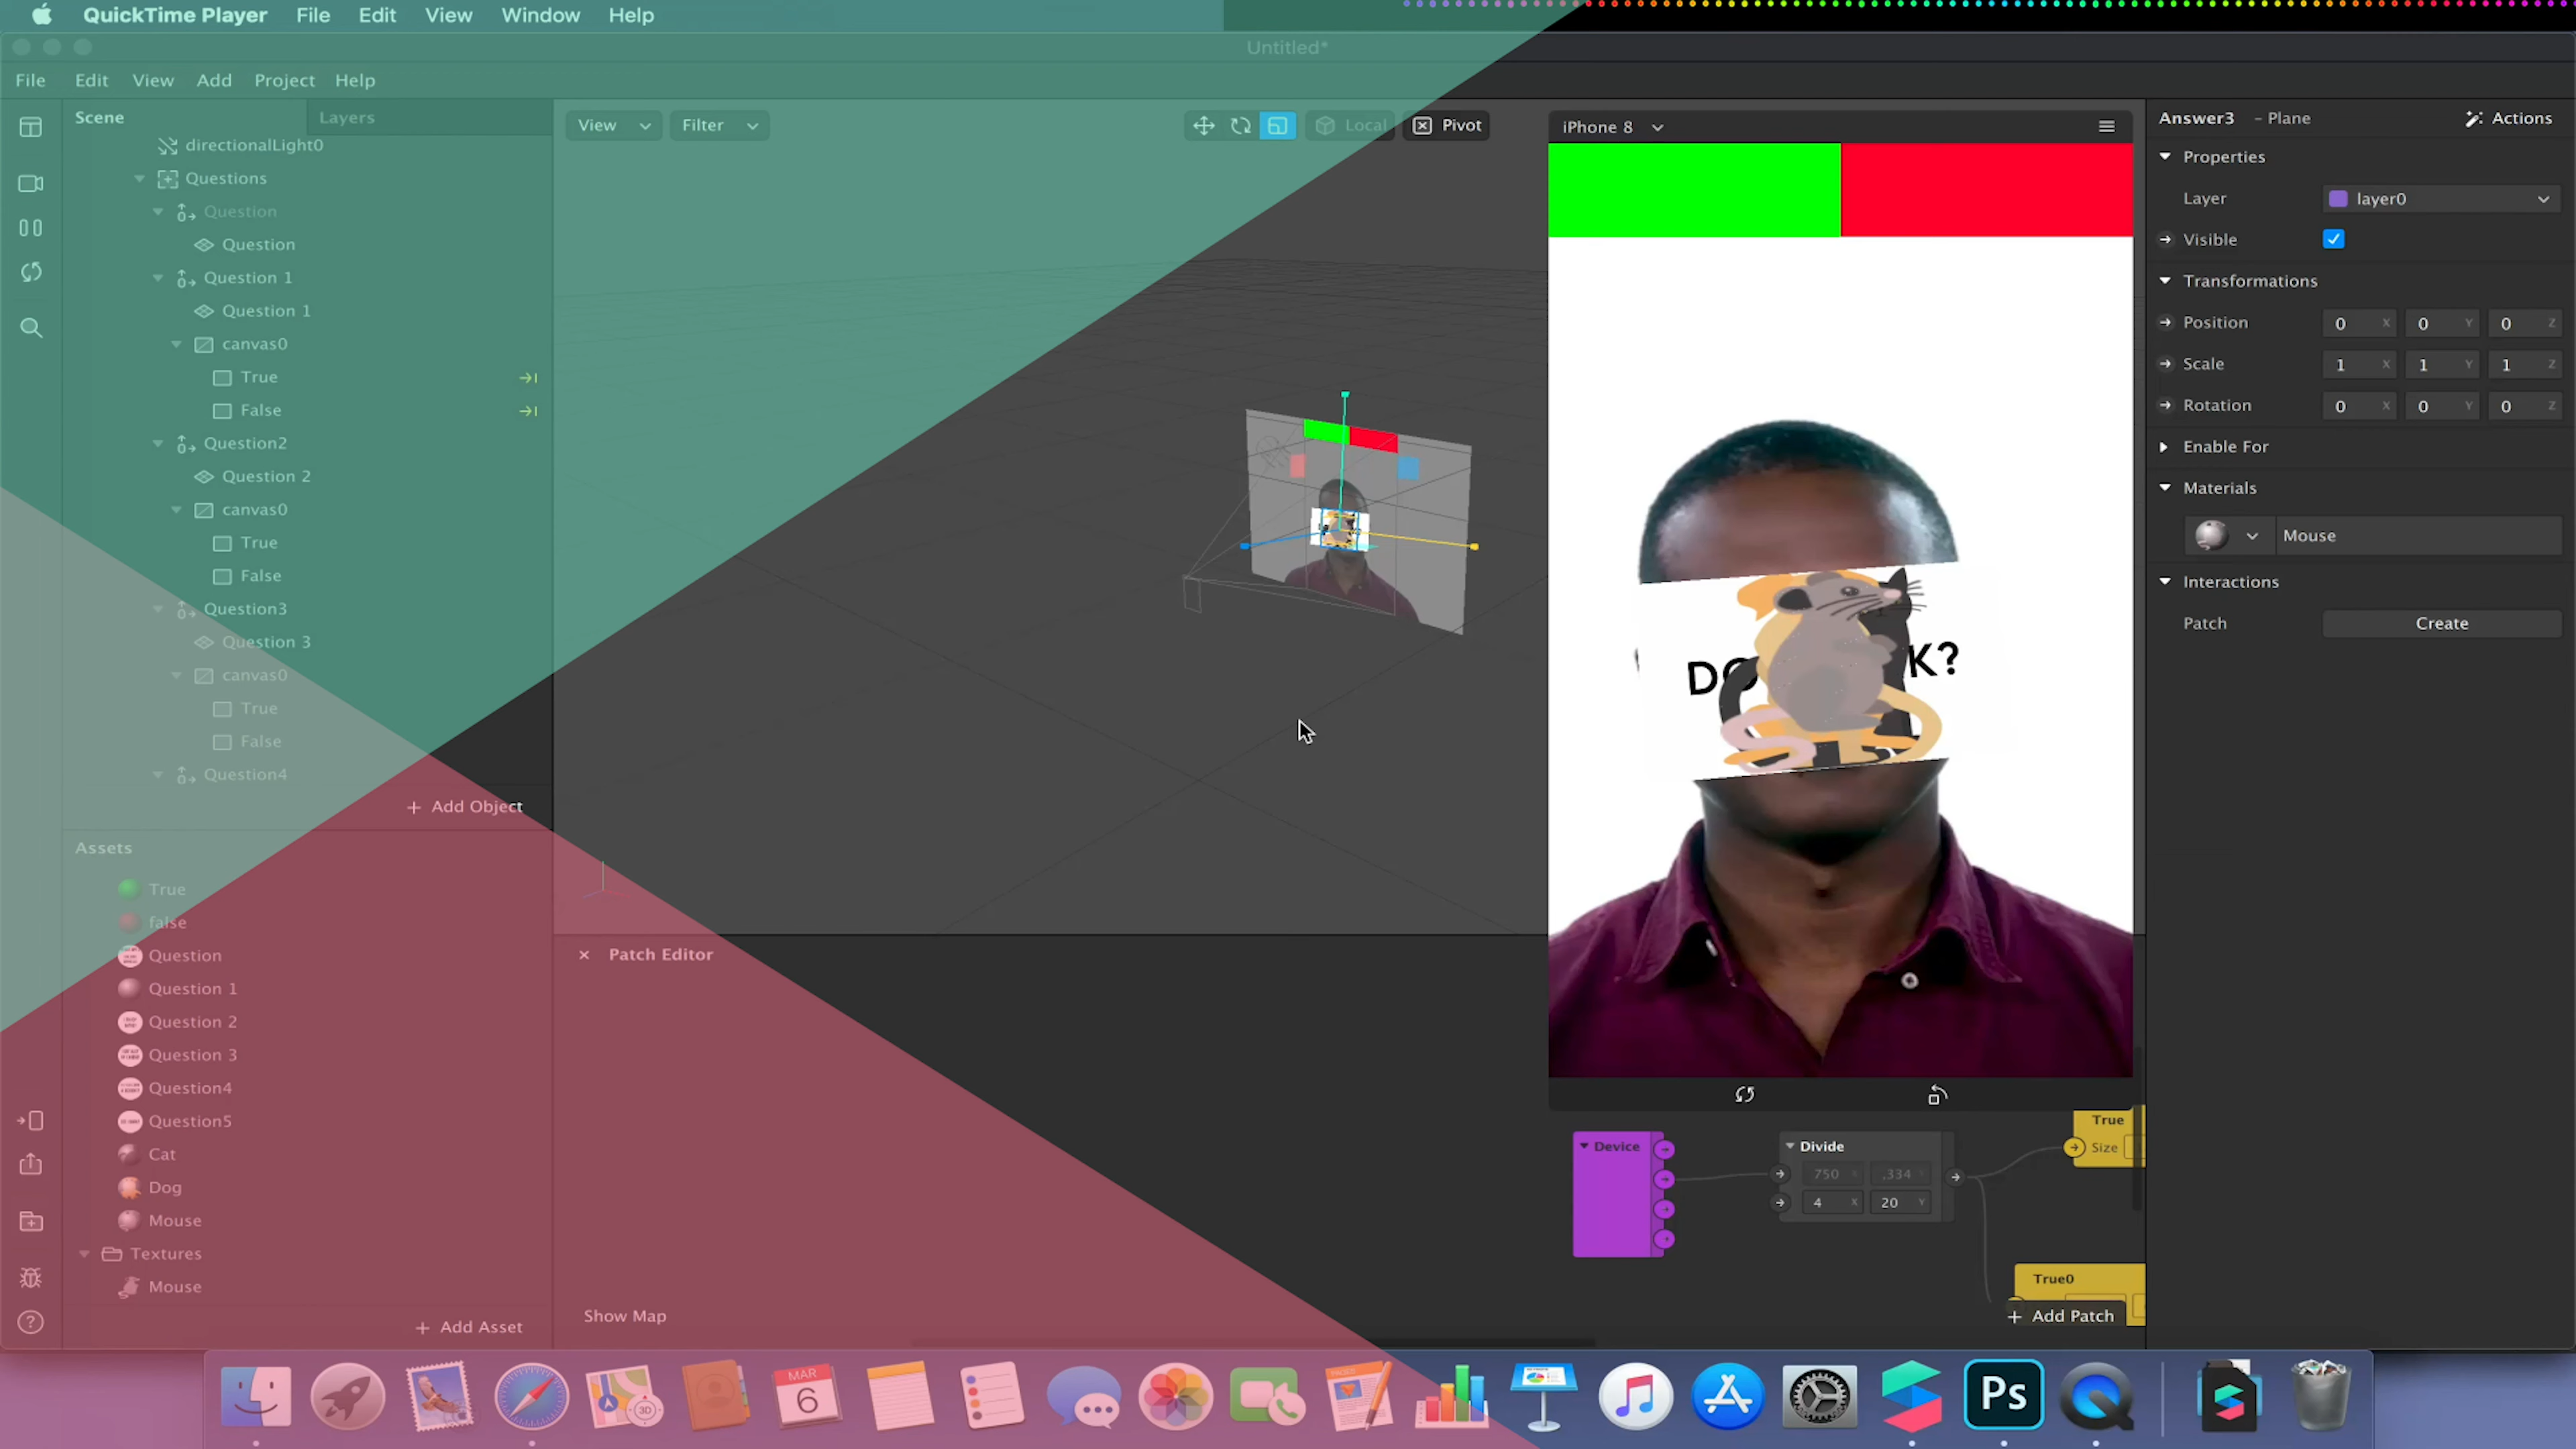 QuickTime Player File Edit View Window Help
Untitled*
File Edit View Add Project Help
Scene Layers
directionalLight0
Questions
Question
Question
Question 1
Question 1
canvas0
True
False
Question2
Question 2
canvas0
True
False
Question3
Question 3
canvas0
True
False
Question4
+ Add Object
Assets
True
false
Question
Question 1
Question 2
Question 3
Question4
Question5
Cat
Dog
Mouse
Textures
Mouse
+ Add Asset
View Filter Local Pivot
iPhone 8
DO K?
Patch Editor
Device
Divide
750 .334
4 X 20 Y
True
Size
True0
+ Add Patch
Show Map
Answer3 - Plane Actions
Properties
Layer layer0
Visible
Transformations
Position 0 X 0 Y 0 Z
Scale 1 X 1 Y 1 Z
Rotation 0 X 0 Y 0 Z
Enable For
Materials
Mouse
Interactions
Patch Create
3D
MAR
6
Ps